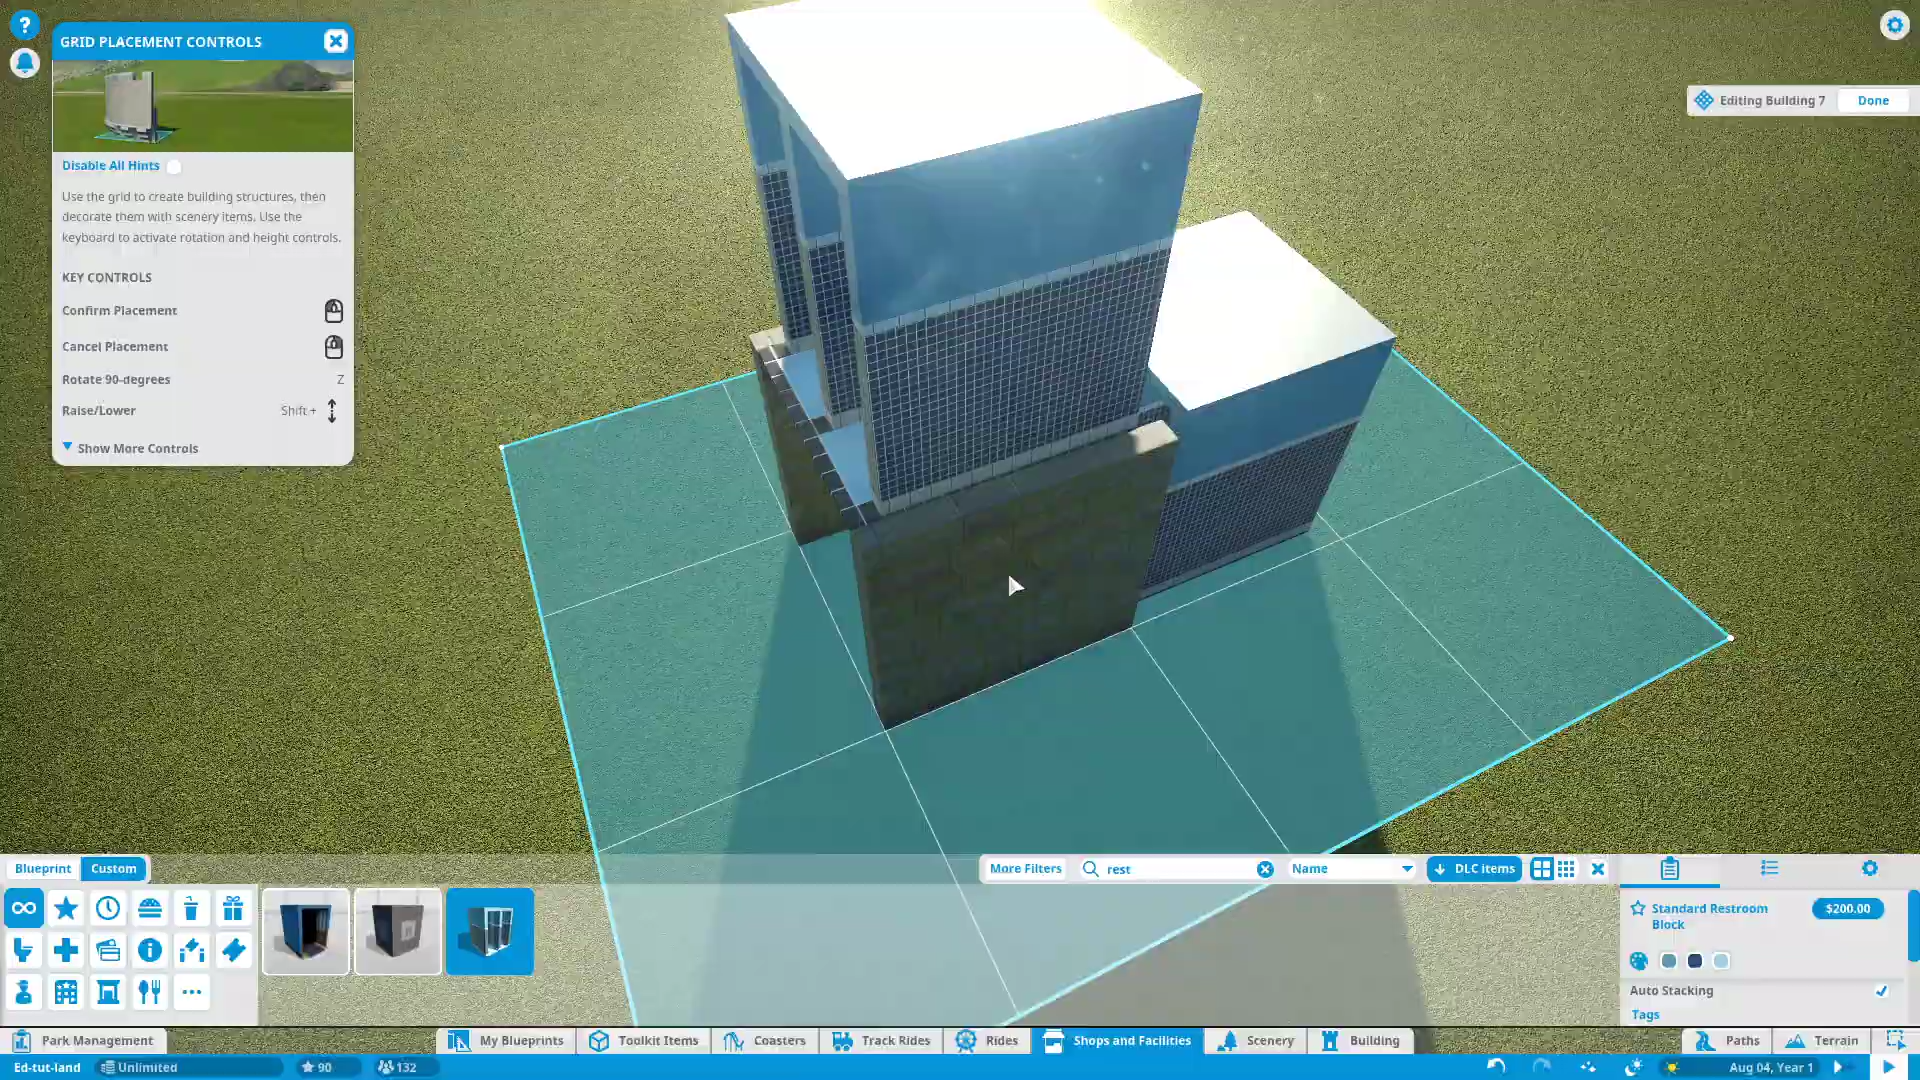 ?
GRID PLACEMENT CONTROLS
Disable All Hints
Use the grid to create building structures, then
decorate them with scenery items. Use the
keyboard to activate rotation and height controls.
KEY CONTROLS
Confirm Placement
Cancel Placement
Rotate 90-degrees Z
Raise/Lower Shift +
Show More Controls
Editing Building 7 Done
Blueprint Custom
More Filters rest Name DLC items
Standard Restroom
Block
$200.00
Auto Stacking
Tags
Park Management My Blueprints Toolkit Items Coasters Track Rides Rides Shops and Facilities Scenery Building Paths Terrain
Ed-tut-land Unlimited 90 132 Aug 04, Year 1